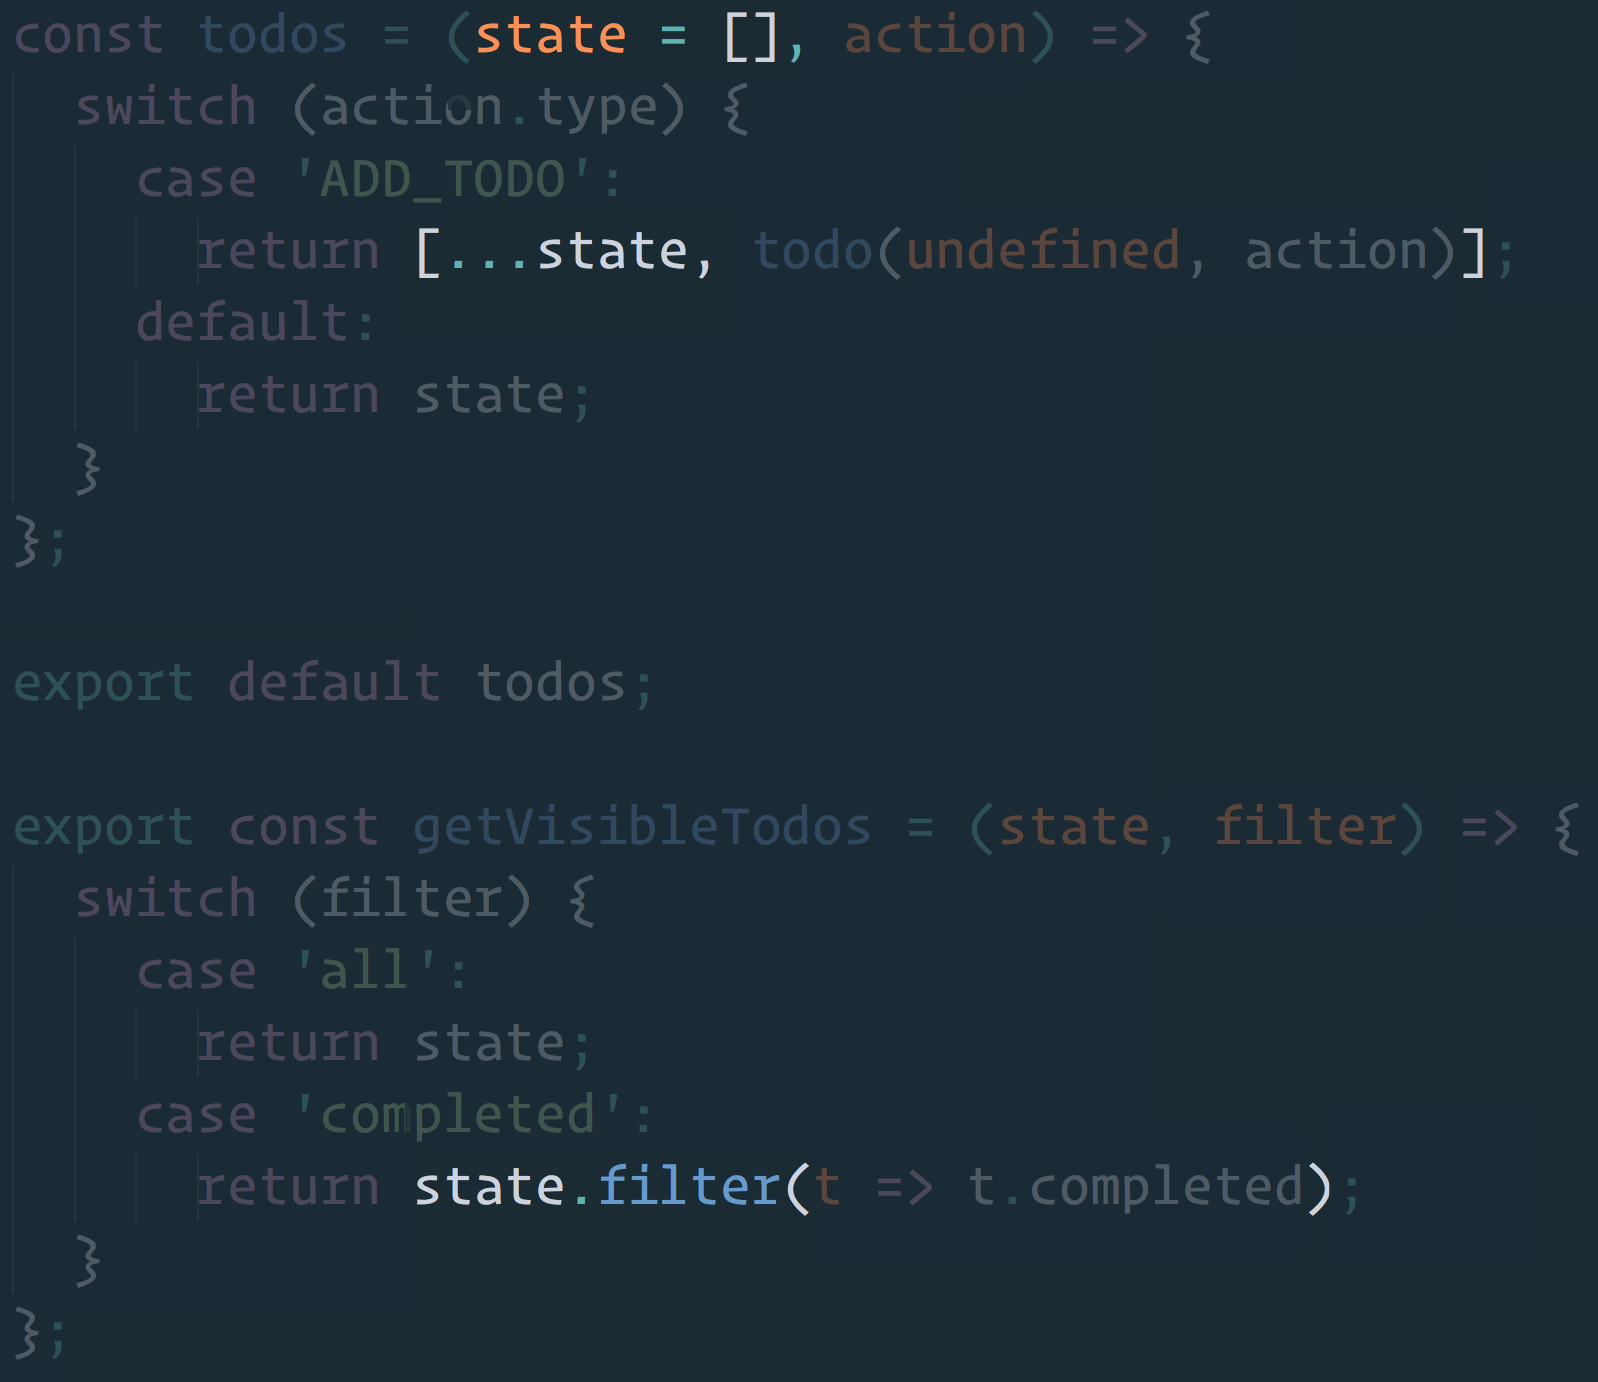 const todos = (state = [], action) => {
switch (action.type) {
case 'ADD_TODO':
return [...state, todo(undefined, action)];
default:
return state;
}
};
export default todos;
export const getVisibleTodos = (state, filter) => {
switch (filter) {
case 'all':
return state;
case 'completed':
return state.filter(t => t.completed);
}
};